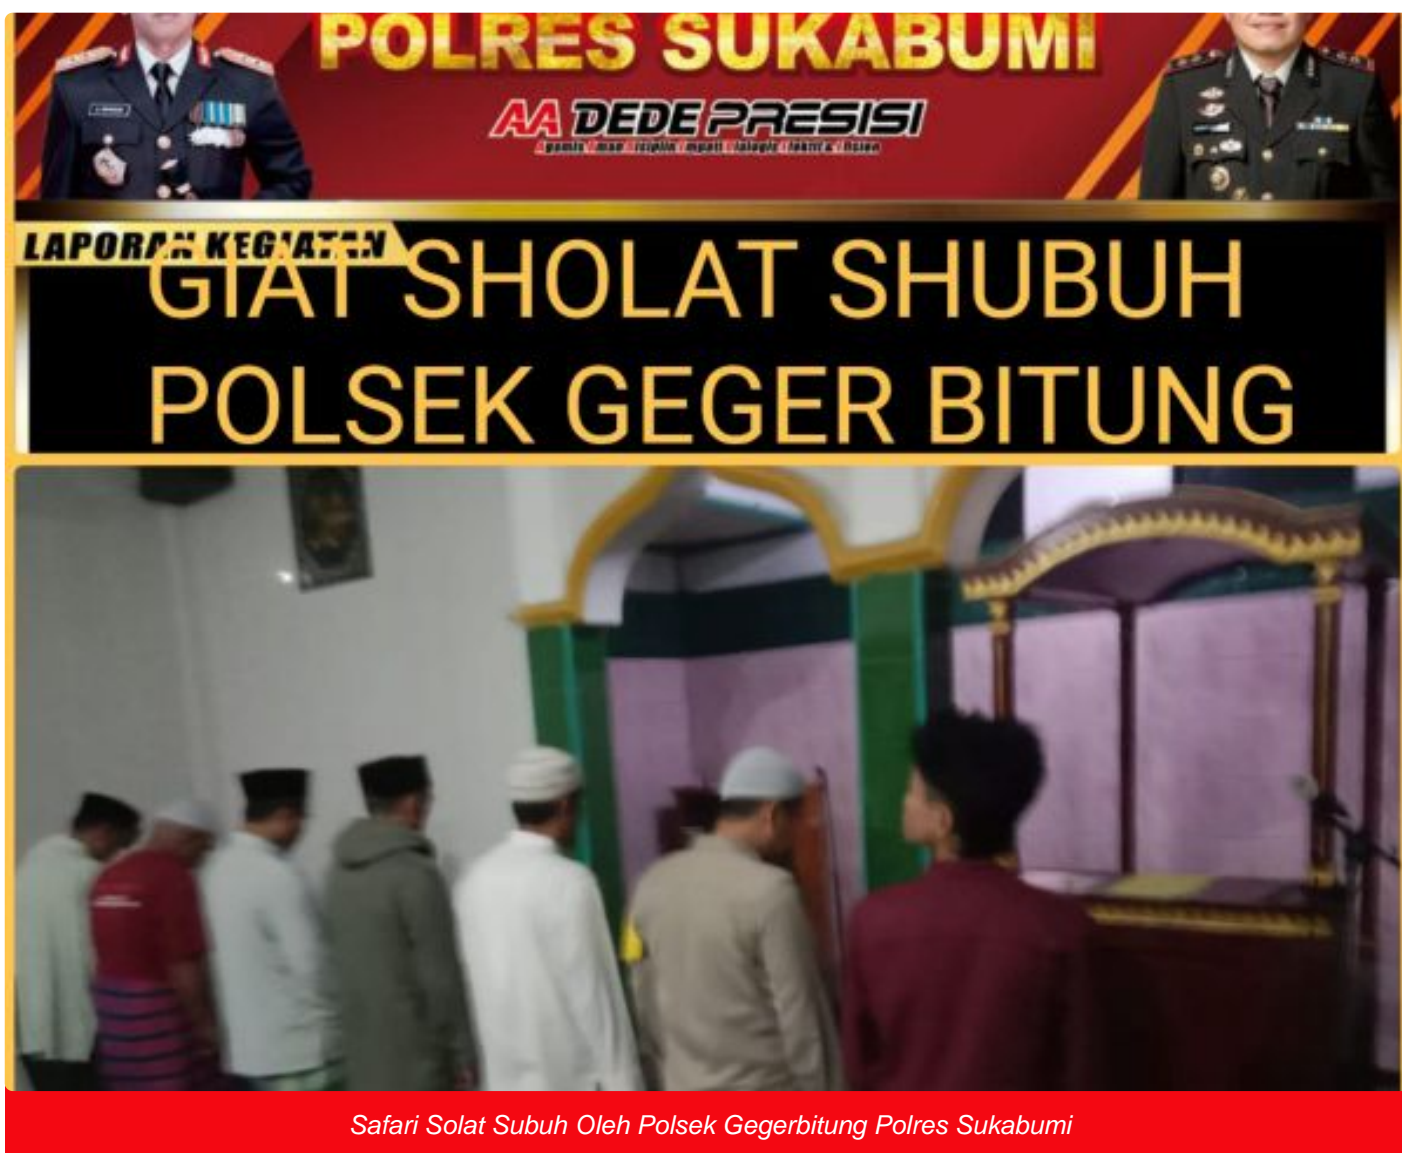 POLRES SUKABUMI
AA DEDE PRESISI
LAPORAN KEGIATAN
GIAT SHOLAT SHUBUH
POLSEK GEGER BITUNG
Safari Solat Subuh Oleh Polsek Gegerbitung Polres Sukabumi